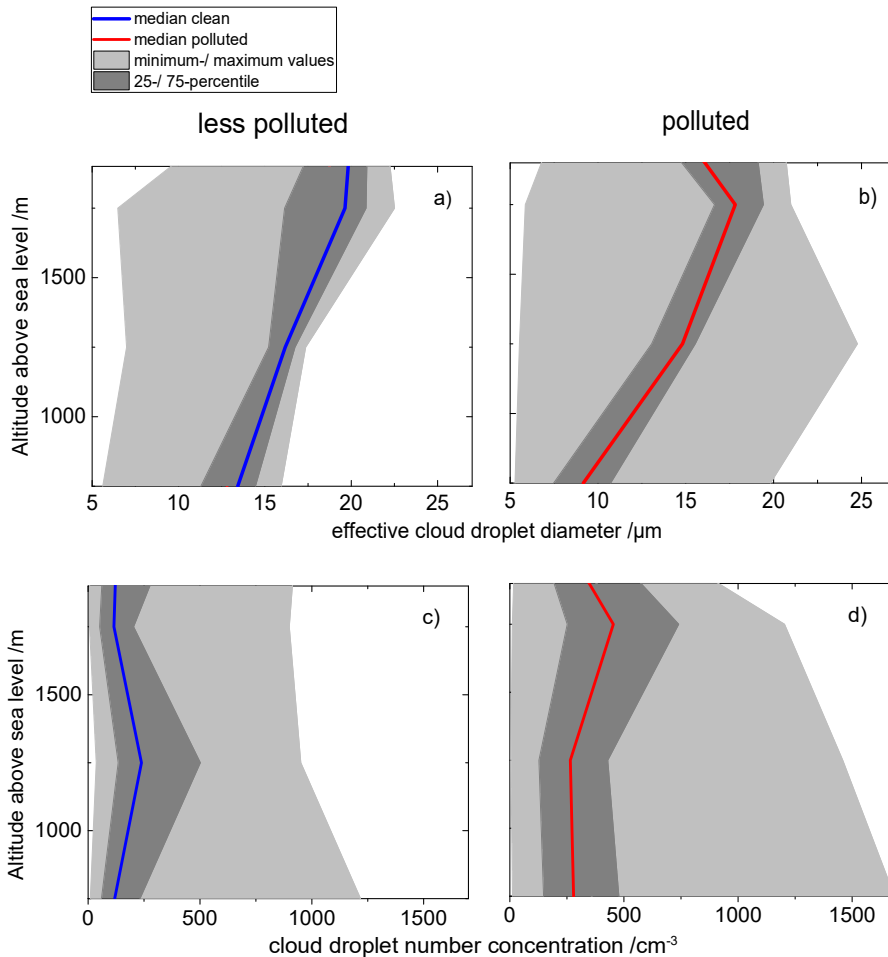 median clean
median polluted
minimum-/ maximum values
25-/ 75-percentile
less polluted
polluted
a)
b)
Altitude above sea level /m
1500
1000
5 10 15 20 25
5 10 15 20 25
effective cloud droplet diameter /µm
c)
d)
Altitude above sea level /m
1500
1000
0 500 1000 1500
0 500 1000 1500
cloud droplet number concentration /cm⁻³